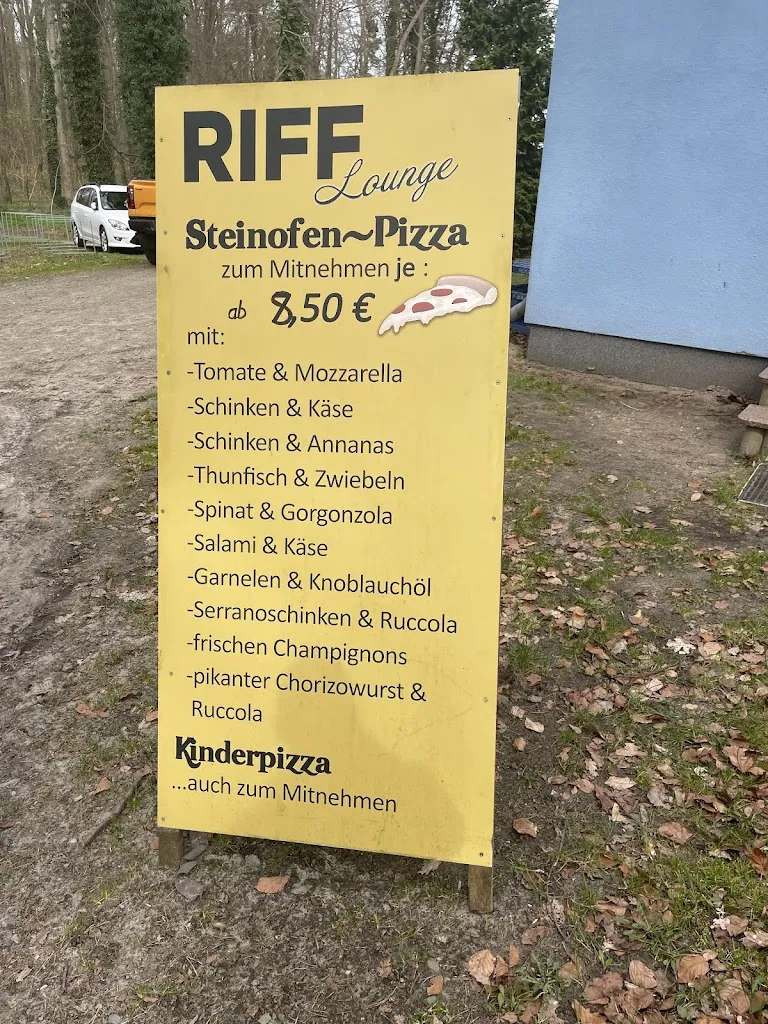 RIFF
Lounge
Steinofen~Pizza
zum Mitnehmen je :
ab 8,50 €
mit:
-Tomate & Mozzarella
-Schinken & Käse
-Schinken & Annanas
-Thunfisch & Zwiebeln
-Spinat & Gorgonzola
-Salami & Käse
-Garnelen & Knoblauchöl
-Serranoschinken & Ruccola
-frischen Champignons
-pikanter Chorizowurst &
Ruccola
Kinderpizza
...auch zum Mitnehmen